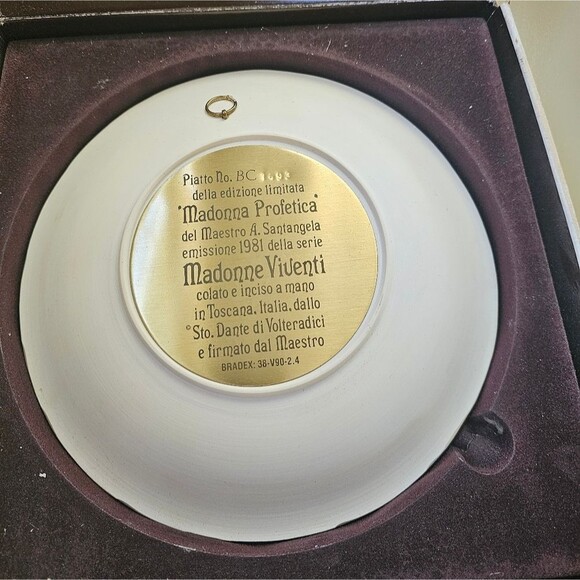 Piatto No. BC
della edizione limitata
"Madonna Profetica"
del Maestro A. Santangela
emissione 1981 della serie
Madonne Viventi
colato e inciso a mano
in Toscana, Italia, dallo
©Sto. Dante di Volteradici
e firmato dal Maestro
BRADEX: 38-V90-2.4